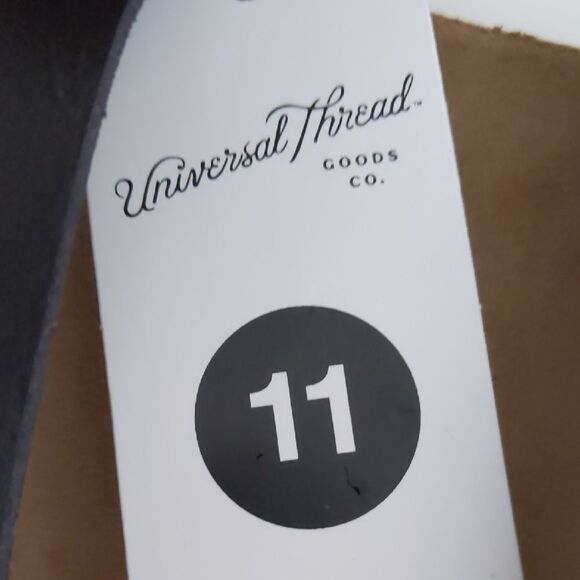 Universal Thread™
GOODS
CO.
11